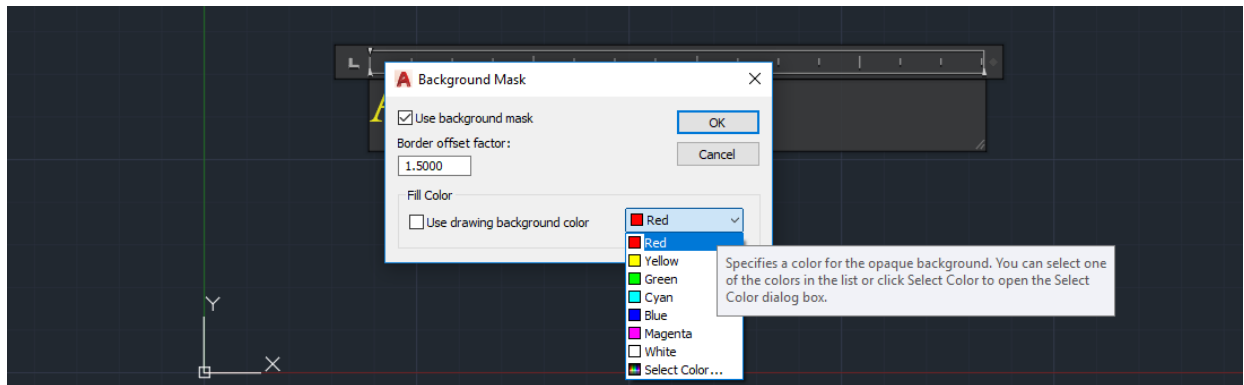 Background Mask
Use background mask
OK
Border offset factor:
Cancel
1.5000
Fill Color
Use drawing background color
Red
Red
Yellow
Green
Cyan
Blue
Magenta
White
Select Color...
Specifies a color for the opaque background. You can select one
of the colors in the list or click Select Color to open the Select
Color dialog box.
Y
X